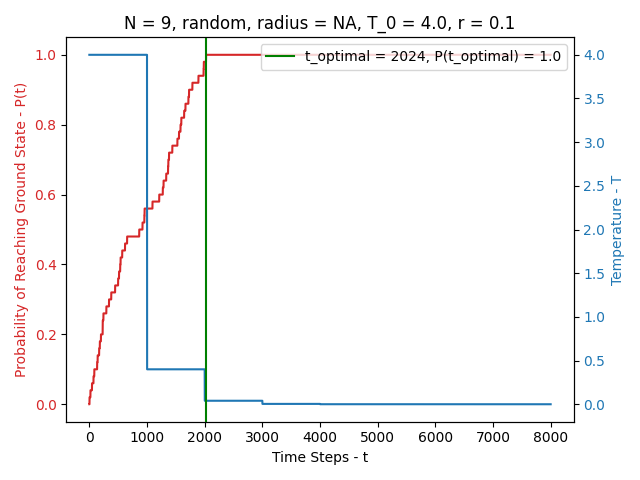 N = 9, random, radius = NA, T_0 = 4.0, r = 0.1
t_optimal = 2024, P(t_optimal) = 1.0
Probability of Reaching Ground State - P(t)
1.0
0.8
0.6
0.4
0.2
0.0
4.0
3.5
3.0
2.5
2.0
1.5
1.0
0.5
0.0
Temperature - T
0 1000 2000 3000 4000 5000 6000 7000 8000
Time Steps - t